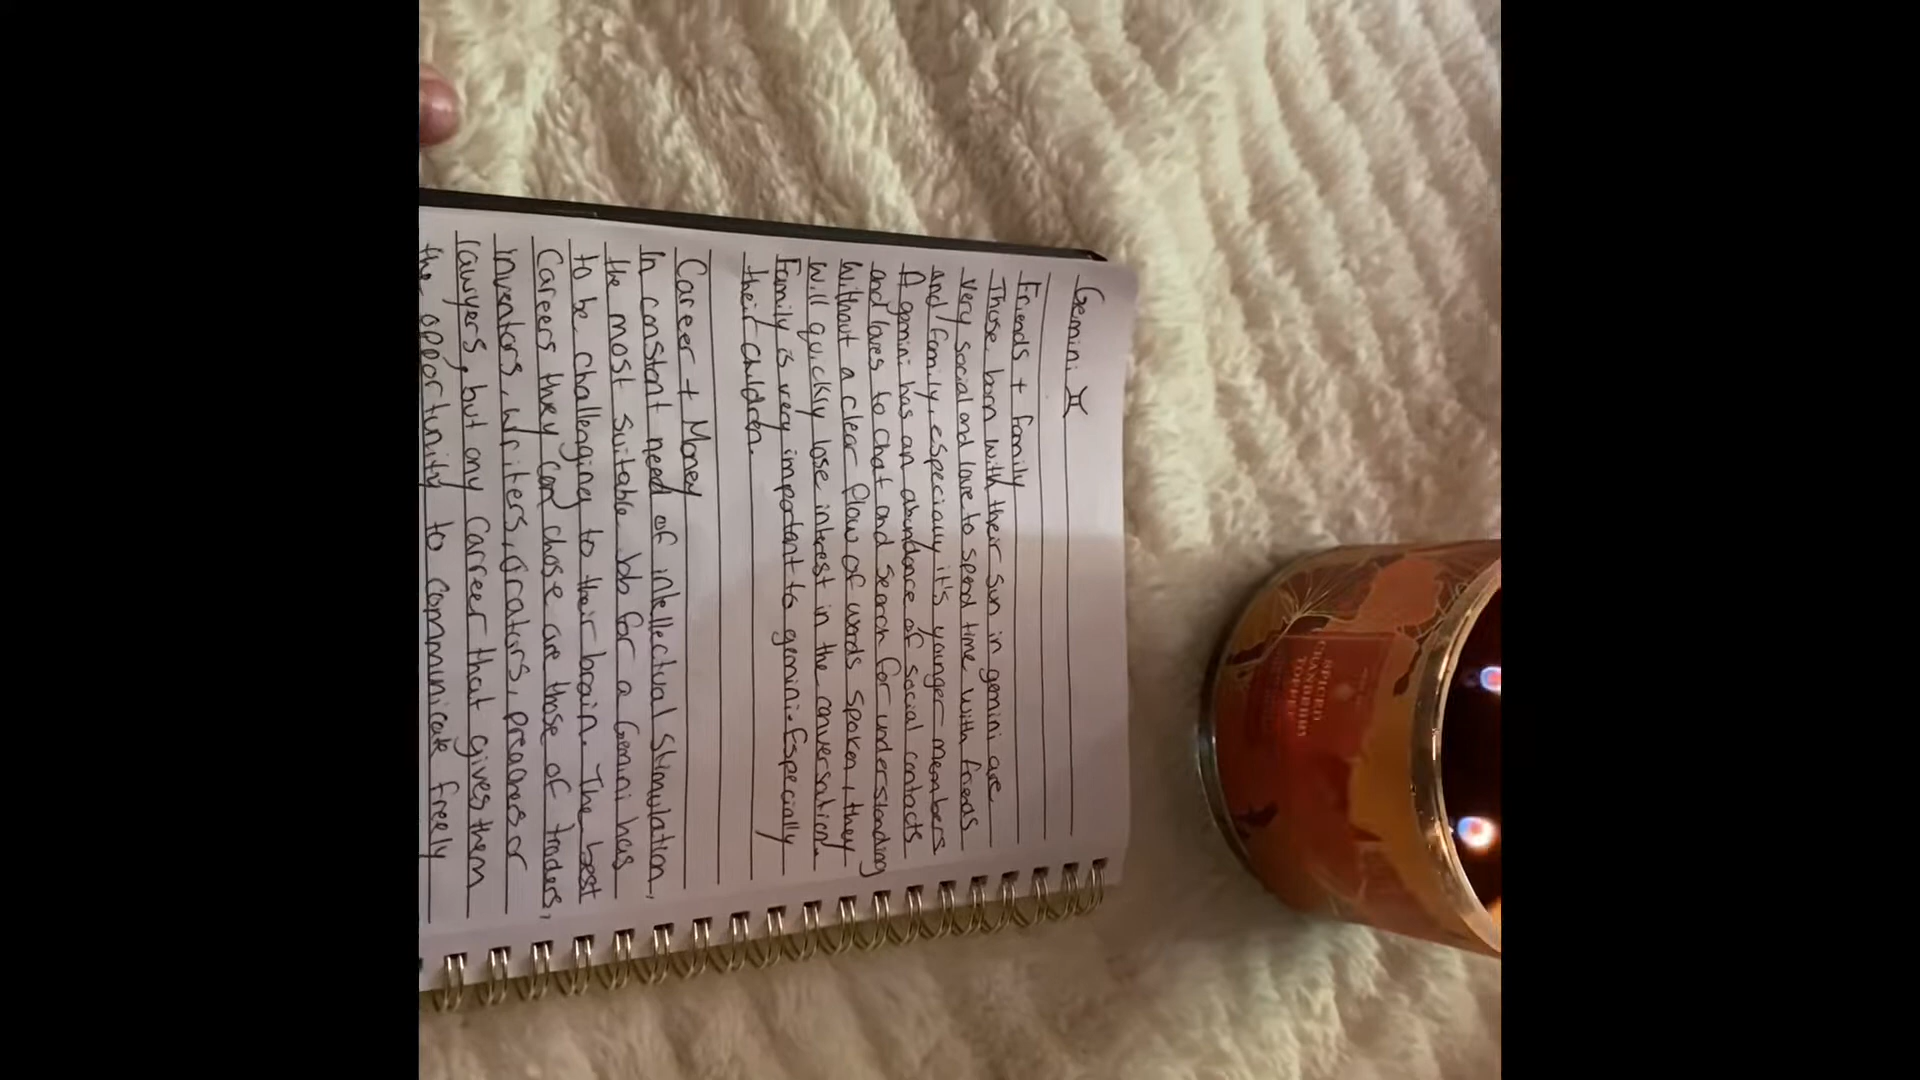 Gemini ♊
Friends + family
Those born with their sun in gemini are
very social and love to spend time with friends
and family, especially it's younger members
A gemini has an abundance of social contacts
and loves to chat and search for understanding
Without a clear flow of words spoken, they
will quickly lose interest in the conversation.
Family is very important to gemini. Especially
their children.
Career + Money
In constant need of intellectual stimulation,
the most suitable job for a Gemini has
to be challenging to their brain. The best
Careers they can chose are those of traders,
inventors, writers, orators, preachers or
lawyers, but any carreer that gives them
the opportunity to communicate freely
SPICED
CRANBERRY
TODDY